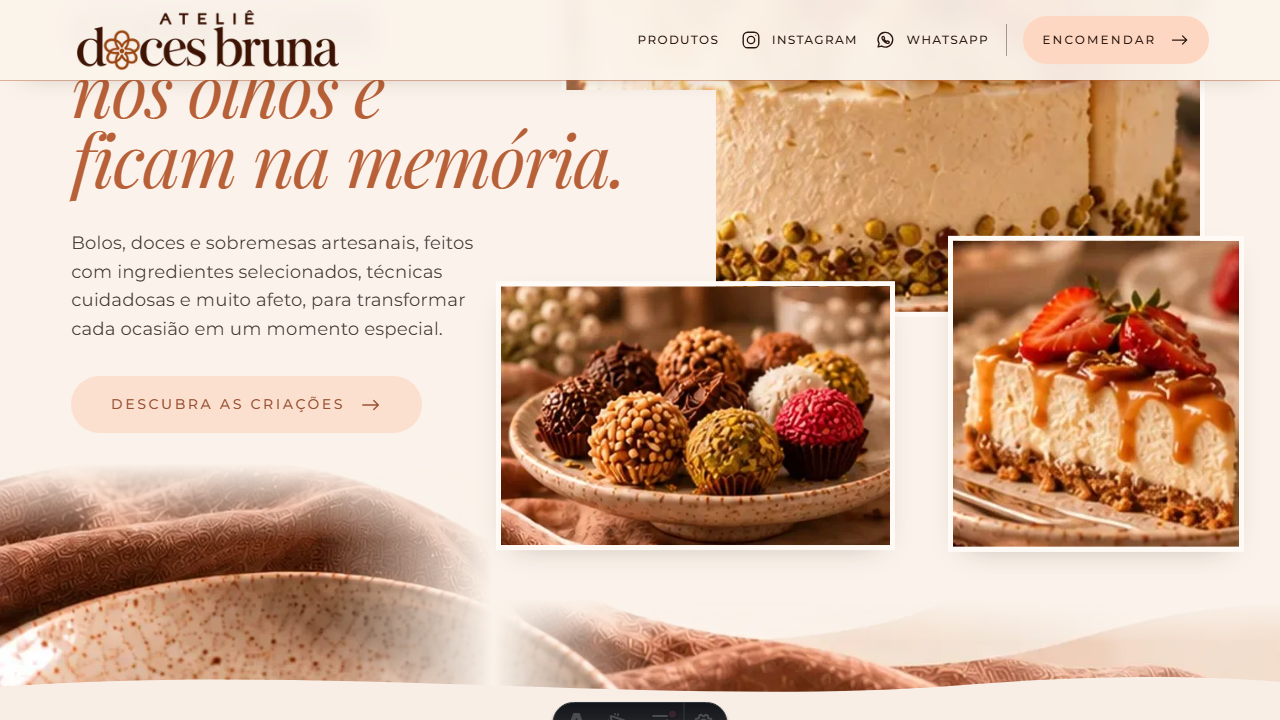 ATELIÊ
doces bruna
PRODUTOS
INSTAGRAM
WHATSAPP
ENCOMENDAR
nos olhos e
ficam na memória.
Bolos, doces e sobremesas artesanais, feitos
com ingredientes selecionados, técnicas
cuidadosas e muito afeto, para transformar
cada ocasião em um momento especial.
DESCUBRA AS CRIAÇÕES